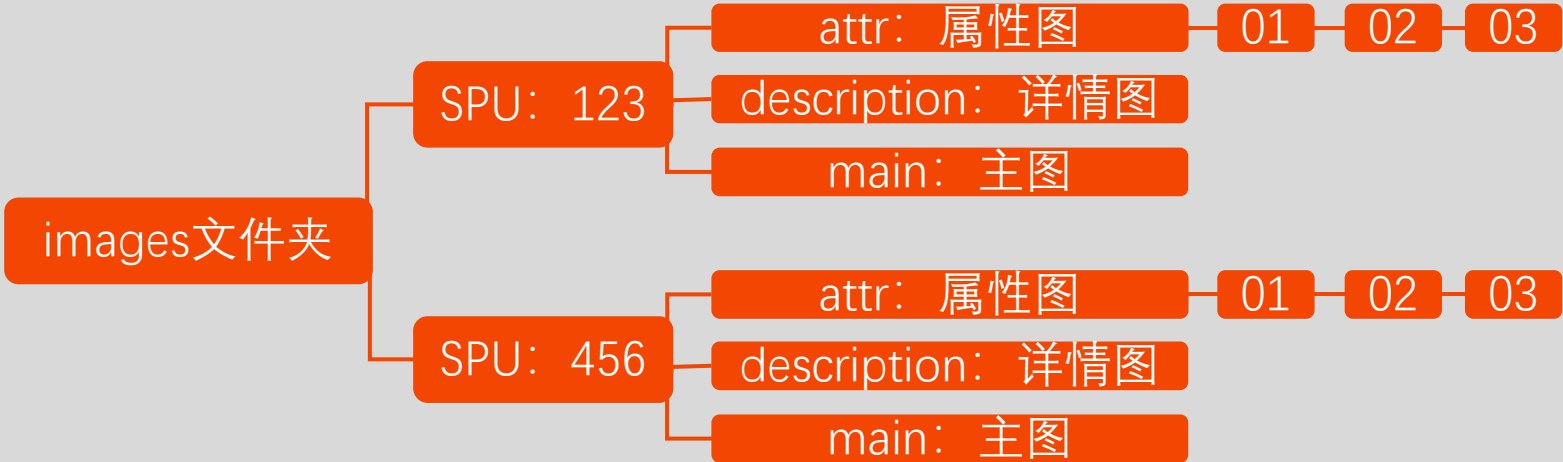 images文件夹
SPU： 123
attr： 属性图
01
02
03
description： 详情图
main： 主图
SPU： 456
attr： 属性图
01
02
03
description： 详情图
main： 主图